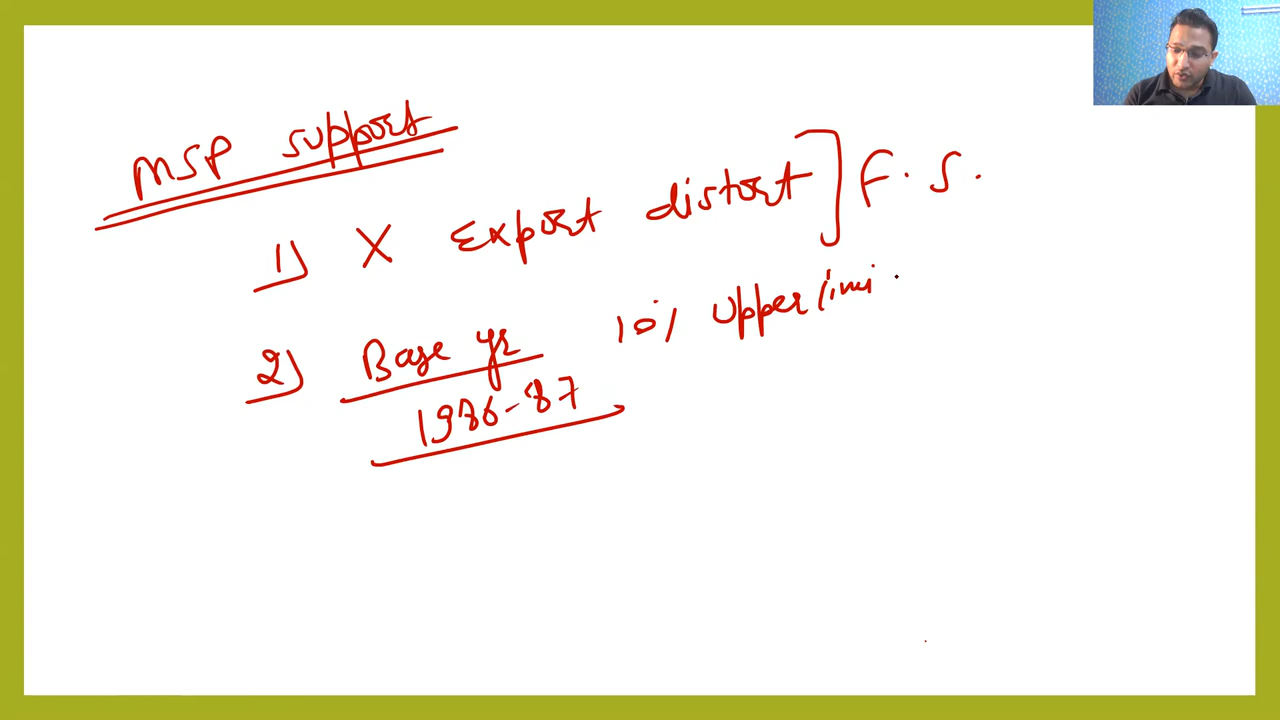 MSP support
1) X Export distort ] F. S.
2) Base yr 10% Upper limi
1986-87